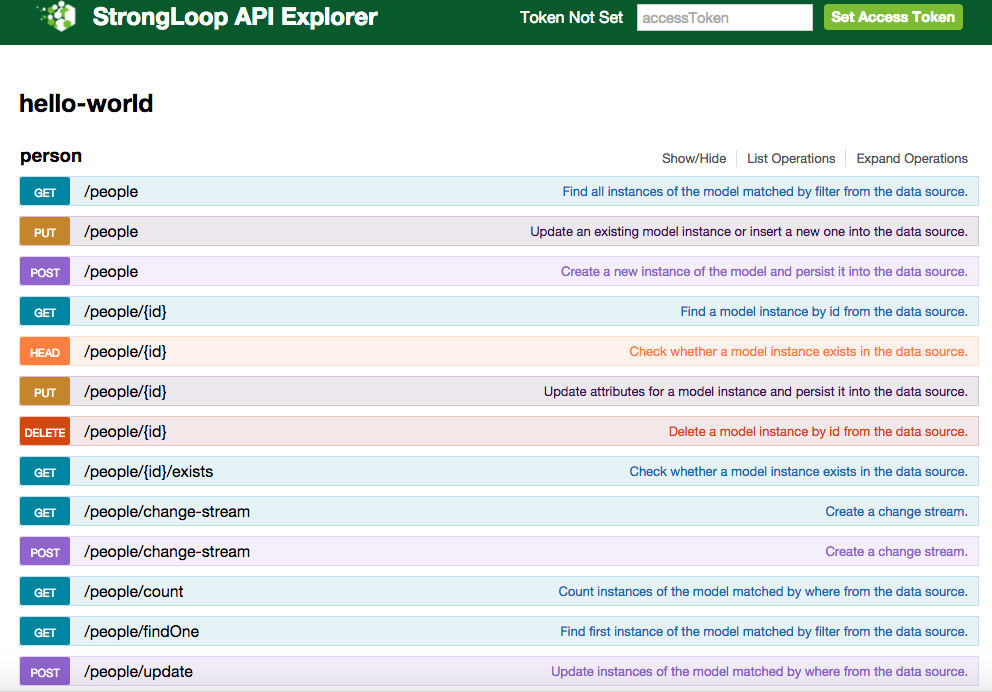 StrongLoop API Explorer Token Not Set accessToken Set Access Token
hello-world
person Show/Hide List Operations Expand Operations
GET /people Find all instances of the model matched by filter from the data source.
PUT /people Update an existing model instance or insert a new one into the data source.
POST /people Create a new instance of the model and persist it into the data source.
GET /people/{id} Find a model instance by id from the data source.
HEAD /people/{id} Check whether a model instance exists in the data source.
PUT /people/{id} Update attributes for a model instance and persist it into the data source.
DELETE /people/{id} Delete a model instance by id from the data source.
GET /people/{id}/exists Check whether a model instance exists in the data source.
GET /people/change-stream Create a change stream.
POST /people/change-stream Create a change stream.
GET /people/count Count instances of the model matched by where from the data source.
GET /people/findOne Find first instance of the model matched by filter from the data source.
POST /people/update Update instances of the model matched by where from the data source.